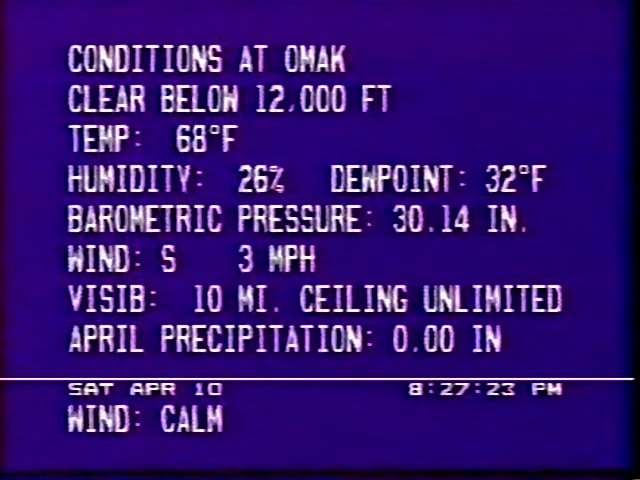 CONDITIONS AT OMAK
CLEAR BELOW 12,000 FT
TEMP: 68°F
HUMIDITY: 26% DEWPOINT: 32°F
BAROMETRIC PRESSURE: 30.14 IN.
WIND: S 3 MPH
VISIB: 10 MI. CEILING UNLIMITED
APRIL PRECIPITATION: 0.00 IN
SAT APR 10 8:27:23 PM
WIND: CALM